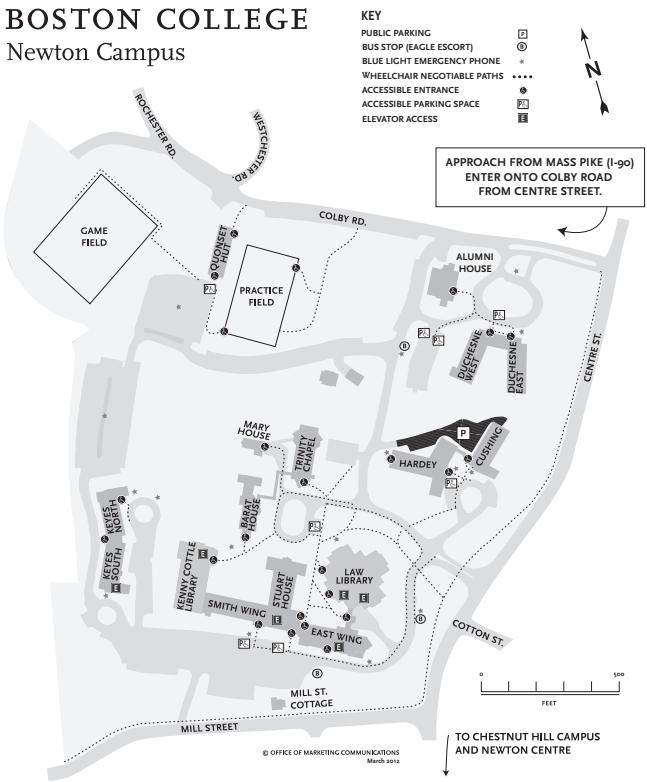 BOSTON COLLEGE
Newton Campus
KEY
PUBLIC PARKING P
BUS STOP (EAGLE ESCORT) B
BLUE LIGHT EMERGENCY PHONE *
WHEELCHAIR NEGOTIABLE PATHS
ACCESSIBLE ENTRANCE
ACCESSIBLE PARKING SPACE P
ELEVATOR ACCESS E
N
APPROACH FROM MASS PIKE (I-90)
ENTER ONTO COLBY ROAD
FROM CENTRE STREET.
ROCHESTER RD.
WESTCHESTER RD.
COLBY RD.
GAME
FIELD
QUONSET
HUT
P
PRACTICE
FIELD
ALUMNI
HOUSE
P
P
P
B
DUCHESNE
WEST
DUCHESNE
EAST
CENTRE ST.
MARY
HOUSE
TRINITY
CHAPEL
P
HARDEY
CUSHING
P
BARAT
HOUSE
P
KEYES
NORTH
KEYES
SOUTH
E
KENNY COTTLE
LIBRARY
E
STUART
HOUSE
LAW
LIBRARY
E
E
SMITH WING
E
EAST WING
E
P
P
B
COTTON ST.
B
MILL ST.
COTTAGE
MILL STREET
0
500
FEET
TO CHESTNUT HILL CAMPUS
AND NEWTON CENTRE
© OFFICE OF MARKETING COMMUNICATIONS
March 2012